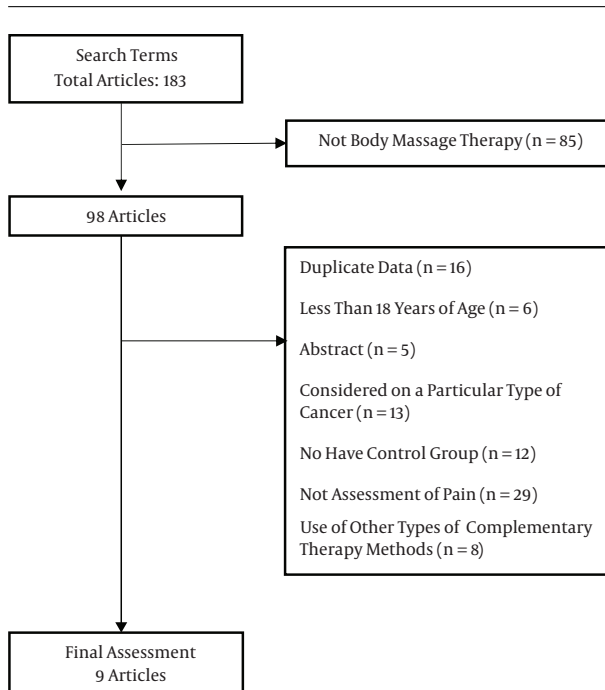 Search Terms
Total Articles: 183
Not Body Massage Therapy (n = 85)
98 Articles
Duplicate Data (n = 16)
Less Than 18 Years of Age (n = 6)
Abstract (n = 5)
Considered on a Particular Type of
Cancer (n = 13)
No Have Control Group (n = 12)
Not Assessment of Pain (n = 29)
Use of Other Types of Complementary
Therapy Methods (n = 8)
Final Assessment
9 Articles